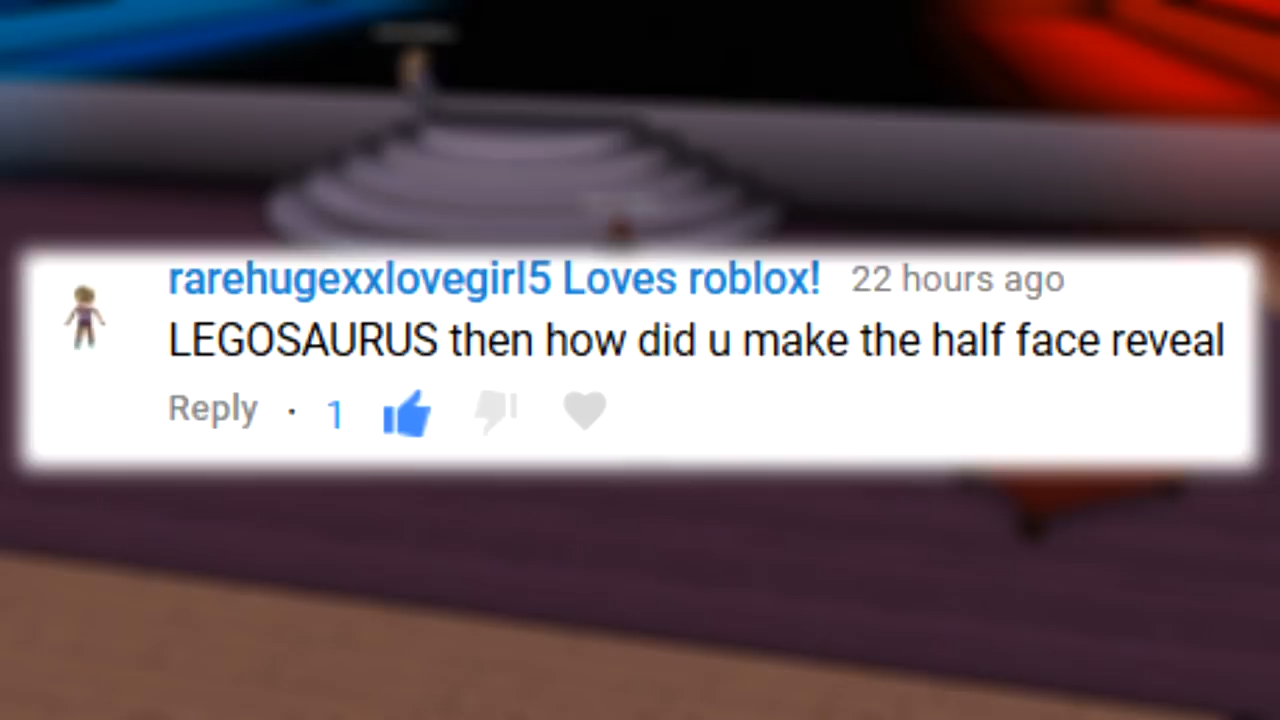 rarehugexxlovegirl5 Loves roblox! 22 hours ago
LEGOSAURUS then how did u make the half face reveal
Reply · 1